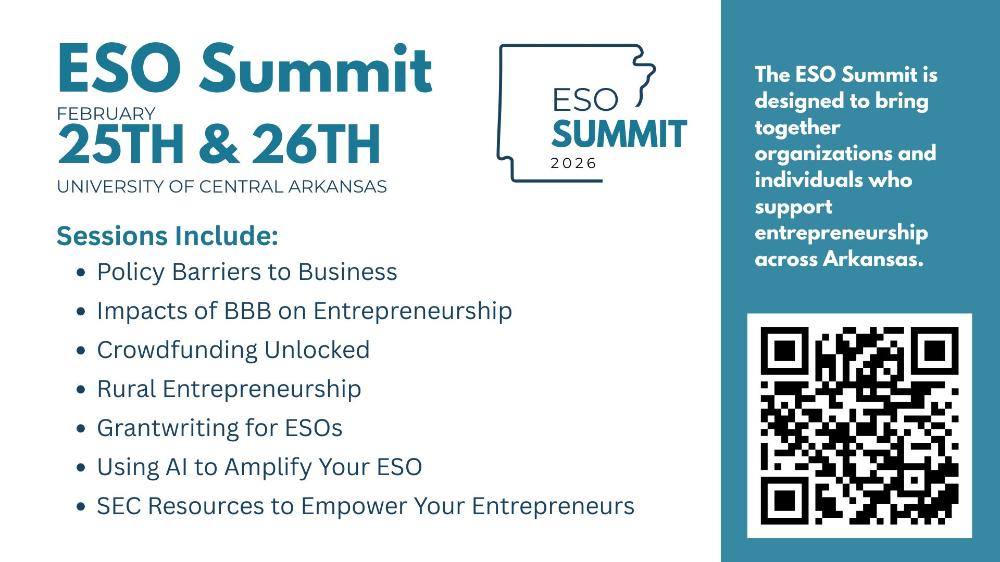 ESO Summit
FEBRUARY
25TH & 26TH
UNIVERSITY OF CENTRAL ARKANSAS
ESO
SUMMIT
2026
Sessions Include:
• Policy Barriers to Business
• Impacts of BBB on Entrepreneurship
• Crowdfunding Unlocked
• Rural Entrepreneurship
• Grantwriting for ESOs
• Using AI to Amplify Your ESO
• SEC Resources to Empower Your Entrepreneurs
The ESO Summit is
designed to bring
together
organizations and
individuals who
support
entrepreneurship
across Arkansas.